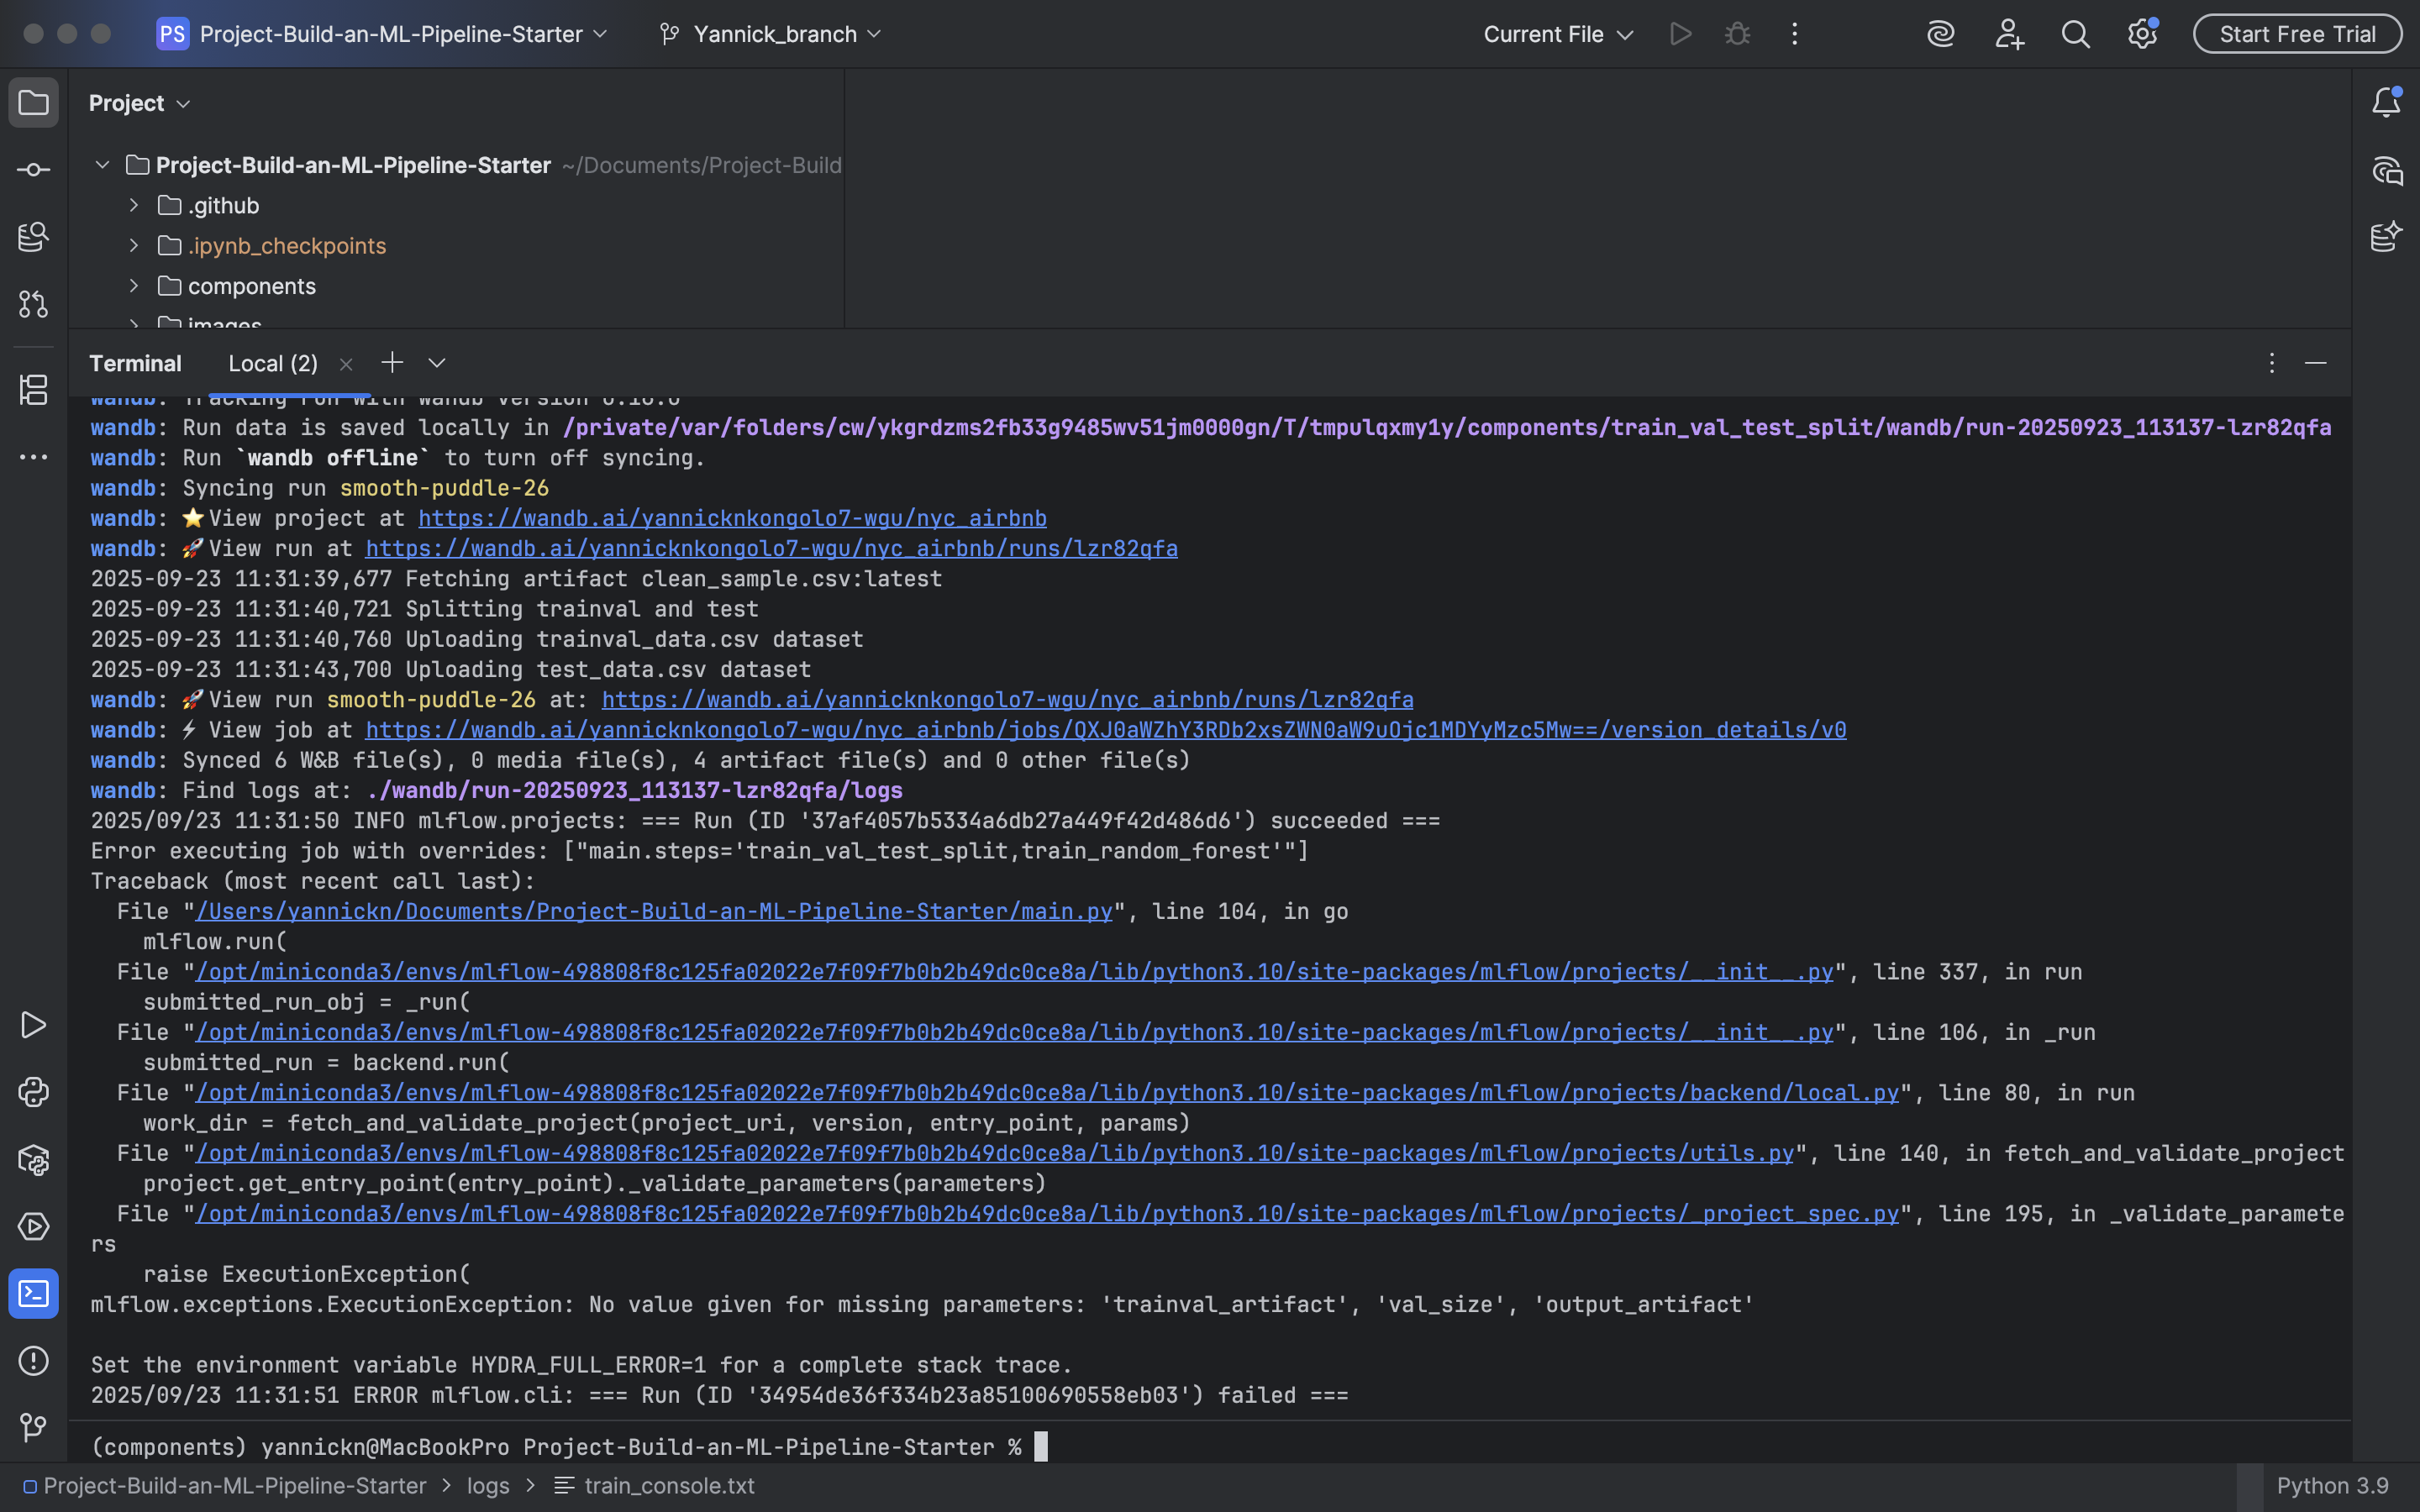 PS Project-Build-an-ML-Pipeline-Starter Yannick_branch Current File Start Free Trial
Project
Project-Build-an-ML-Pipeline-Starter ~/Documents/Project-Build
.github
.ipynb_checkpoints
components
images
Terminal Local (2)
wandb: Tracking run with wandb version 0.16.0
wandb: Run data is saved locally in /private/var/folders/cw/ykgrdzms2fb33g9485wv51jm0000gn/T/tmpulqxmy1y/components/train_val_test_split/wandb/run-20250923_113137-lzr82qfa
wandb: Run `wandb offline` to turn off syncing.
wandb: Syncing run smooth-puddle-26
wandb: ⭐View project at https://wandb.ai/yannicknkongolo7-wgu/nyc_airbnb
wandb: 🚀View run at https://wandb.ai/yannicknkongolo7-wgu/nyc_airbnb/runs/lzr82qfa
2025-09-23 11:31:39,677 Fetching artifact clean_sample.csv:latest
2025-09-23 11:31:40,721 Splitting trainval and test
2025-09-23 11:31:40,760 Uploading trainval_data.csv dataset
2025-09-23 11:31:43,700 Uploading test_data.csv dataset
wandb: 🚀View run smooth-puddle-26 at: https://wandb.ai/yannicknkongolo7-wgu/nyc_airbnb/runs/lzr82qfa
wandb: ⚡ View job at https://wandb.ai/yannicknkongolo7-wgu/nyc_airbnb/jobs/QXJ0aWZhY3RDb2xsZWN0aW9uOjc1MDYyMzc5Mw==/version_details/v0
wandb: Synced 6 W&B file(s), 0 media file(s), 4 artifact file(s) and 0 other file(s)
wandb: Find logs at: ./wandb/run-20250923_113137-lzr82qfa/logs
2025/09/23 11:31:50 INFO mlflow.projects: === Run (ID '37af4057b5334a6db27a449f42d486d6') succeeded ===
Error executing job with overrides: ["main.steps='train_val_test_split,train_random_forest'"]
Traceback (most recent call last):
  File "/Users/yannickn/Documents/Project-Build-an-ML-Pipeline-Starter/main.py", line 104, in go
    mlflow.run(
  File "/opt/miniconda3/envs/mlflow-498808f8c125fa02022e7f09f7b0b2b49dc0ce8a/lib/python3.10/site-packages/mlflow/projects/__init__.py", line 337, in run
    submitted_run_obj = _run(
  File "/opt/miniconda3/envs/mlflow-498808f8c125fa02022e7f09f7b0b2b49dc0ce8a/lib/python3.10/site-packages/mlflow/projects/__init__.py", line 106, in _run
    submitted_run = backend.run(
  File "/opt/miniconda3/envs/mlflow-498808f8c125fa02022e7f09f7b0b2b49dc0ce8a/lib/python3.10/site-packages/mlflow/projects/backend/local.py", line 80, in run
    work_dir = fetch_and_validate_project(project_uri, version, entry_point, params)
  File "/opt/miniconda3/envs/mlflow-498808f8c125fa02022e7f09f7b0b2b49dc0ce8a/lib/python3.10/site-packages/mlflow/projects/utils.py", line 140, in fetch_and_validate_project
    project.get_entry_point(entry_point)._validate_parameters(parameters)
  File "/opt/miniconda3/envs/mlflow-498808f8c125fa02022e7f09f7b0b2b49dc0ce8a/lib/python3.10/site-packages/mlflow/projects/_project_spec.py", line 195, in _validate_paramete
rs
    raise ExecutionException(
mlflow.exceptions.ExecutionException: No value given for missing parameters: 'trainval_artifact', 'val_size', 'output_artifact'
Set the environment variable HYDRA_FULL_ERROR=1 for a complete stack trace.
2025/09/23 11:31:51 ERROR mlflow.cli: === Run (ID '34954de36f334b23a85100690558eb03') failed ===
(components) yannickn@MacBookPro Project-Build-an-ML-Pipeline-Starter %
Project-Build-an-ML-Pipeline-Starter > logs > train_console.txt Python 3.9